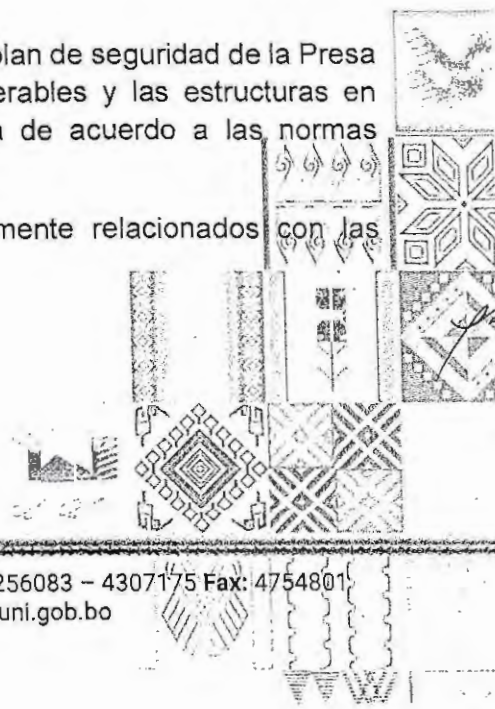 plan de seguridad de la Presa
erables y las estructuras en
de acuerdo a las normas
mente relacionados con las
256083 – 4307175 Fax: 4754801
uni.gob.bo